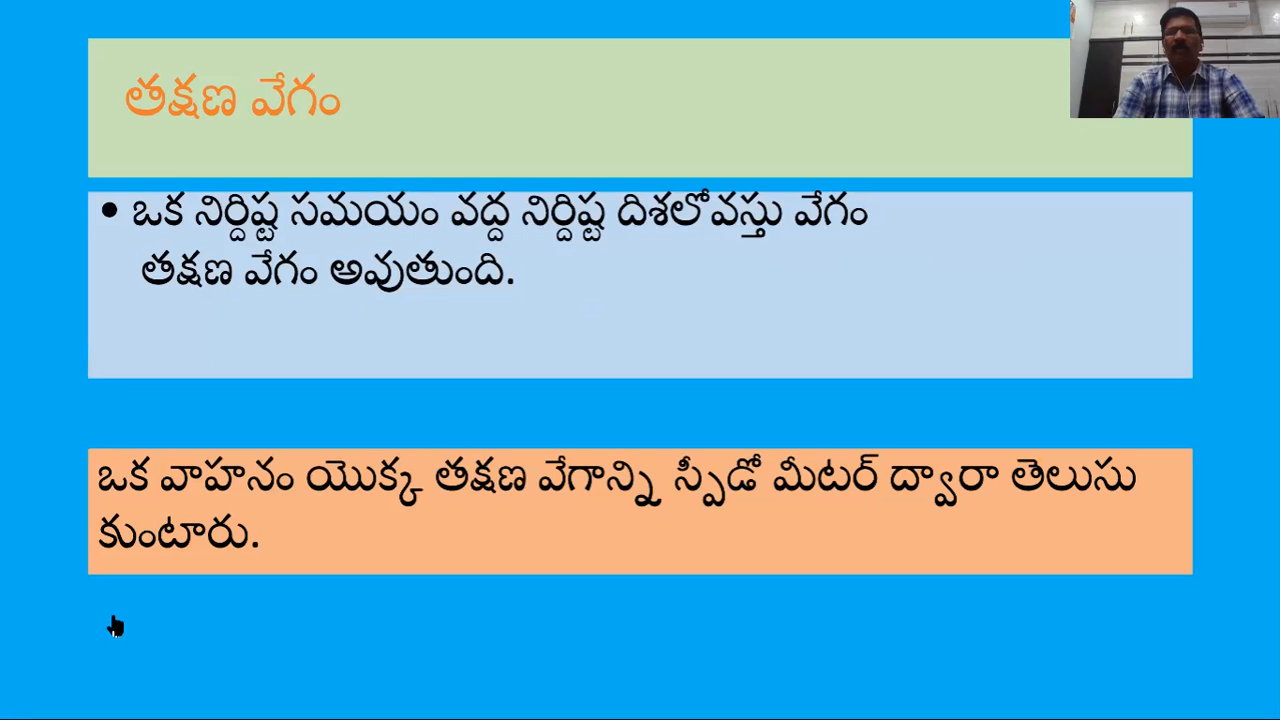 తక్షణ వేగం
• ఒక నిర్దిష్ట సమయం వద్ద నిర్దిష్ట దిశలోవస్తు వేగం
తక్షణ వేగం అవుతుంది.
ఒక వాహనం యొక్క తక్షణ వేగాన్ని స్పీడో మీటర్ ద్వారా తెలుసు
కుంటారు.